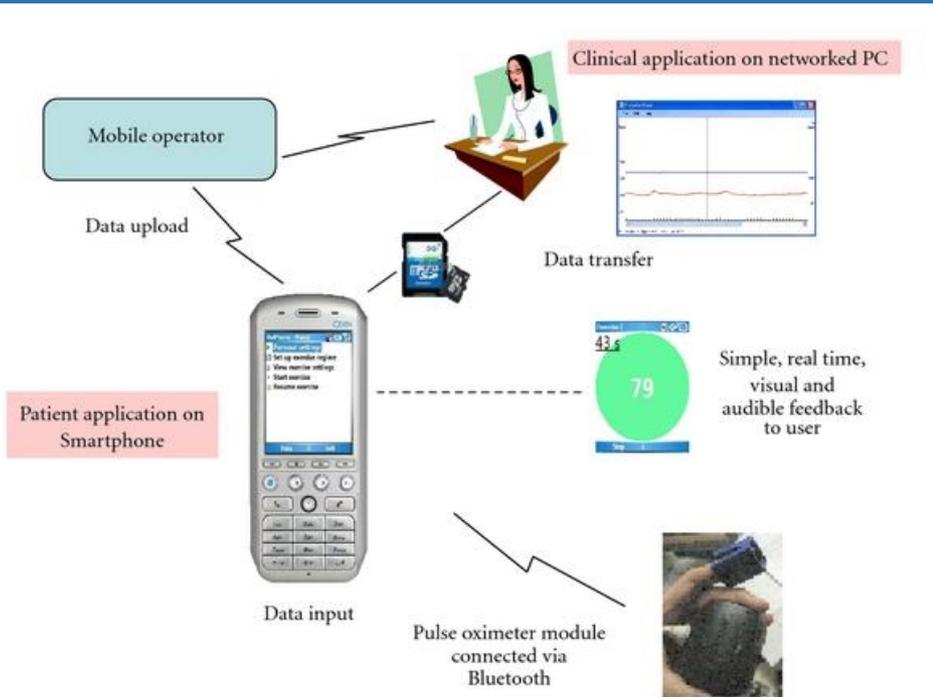 Clinical application on networked PC
Mobile operator
Data upload
Data transfer
43 s
79
Simple, real time,
visual and
audible feedback
to user
Patient application on
Smartphone
Personal settings
Set up exercise regime
View exercise settings
Start exercise
Resume exercise
Data input
Pulse oximeter module
connected via
Bluetooth
Stop